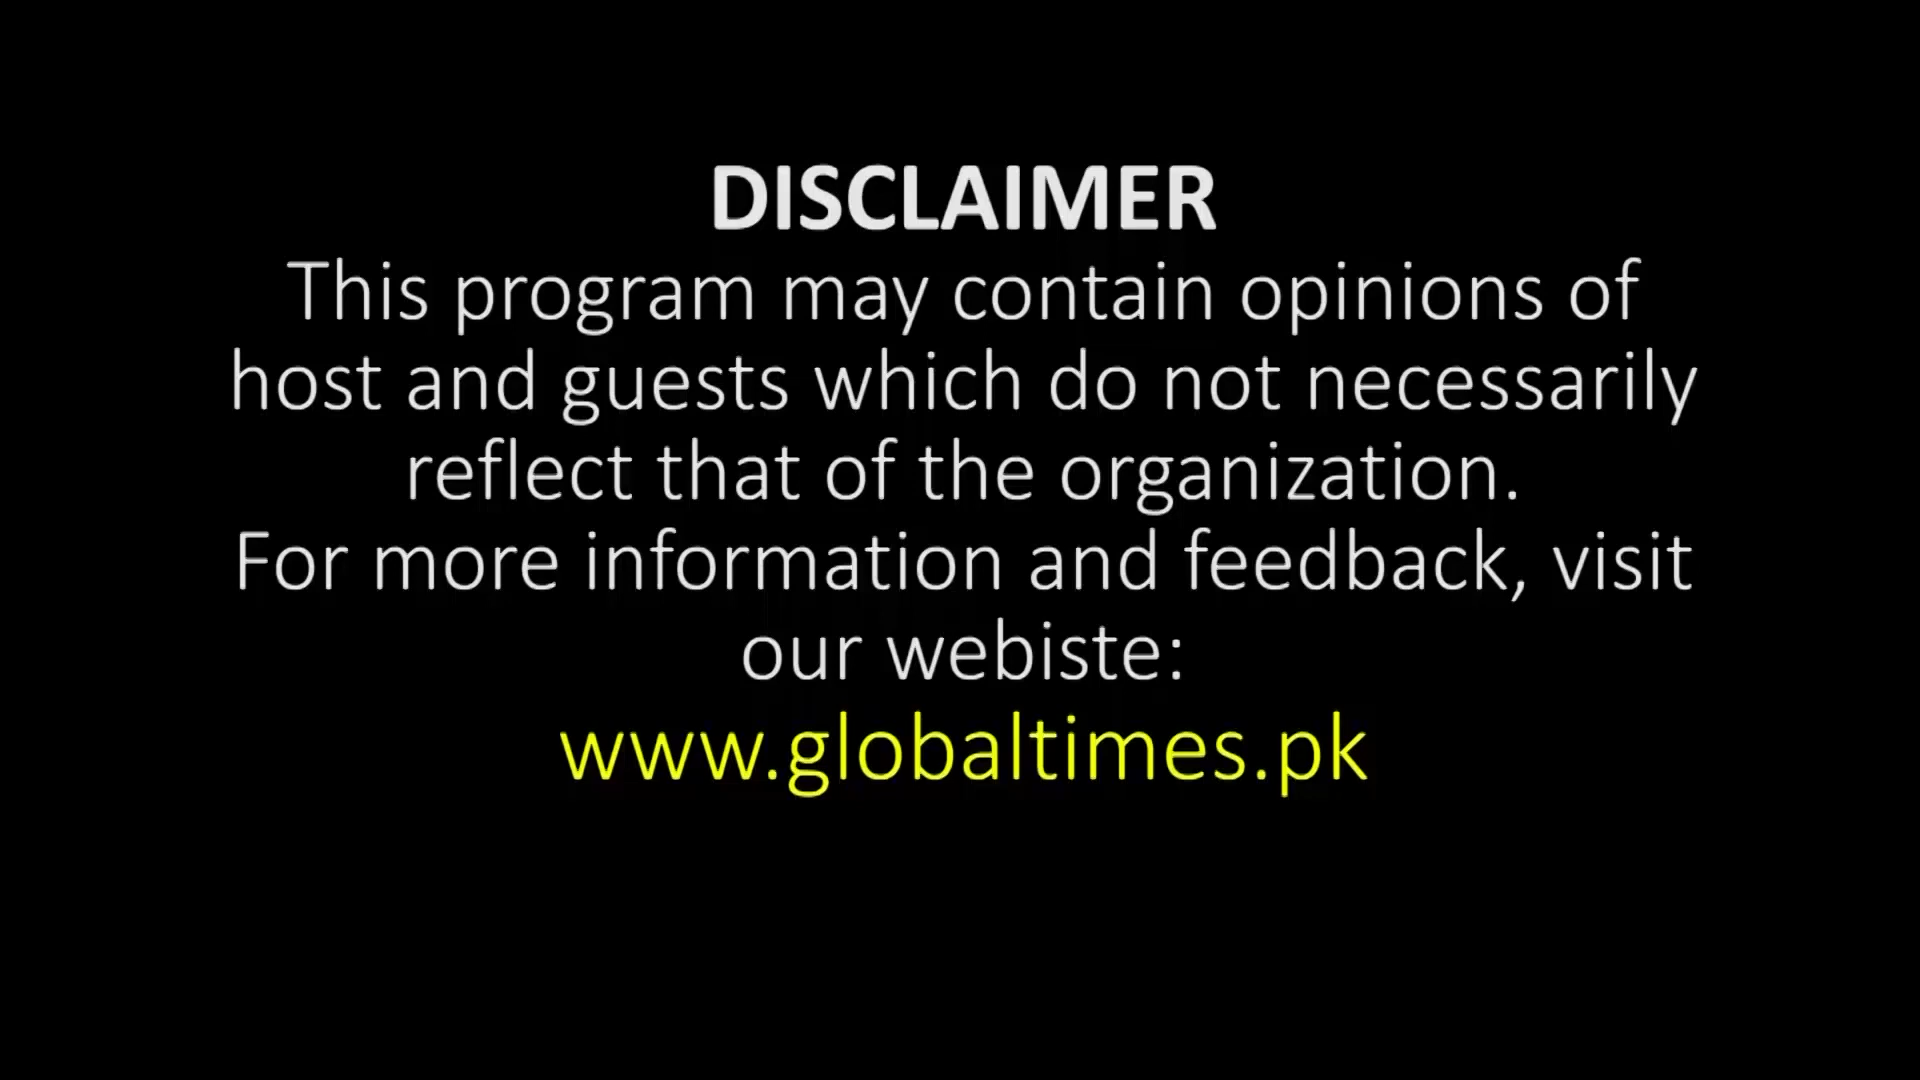 DISCLAIMER
This program may contain opinions of
host and guests which do not necessarily
reflect that of the organization.
For more information and feedback, visit
our webiste:
www.globaltimes.pk